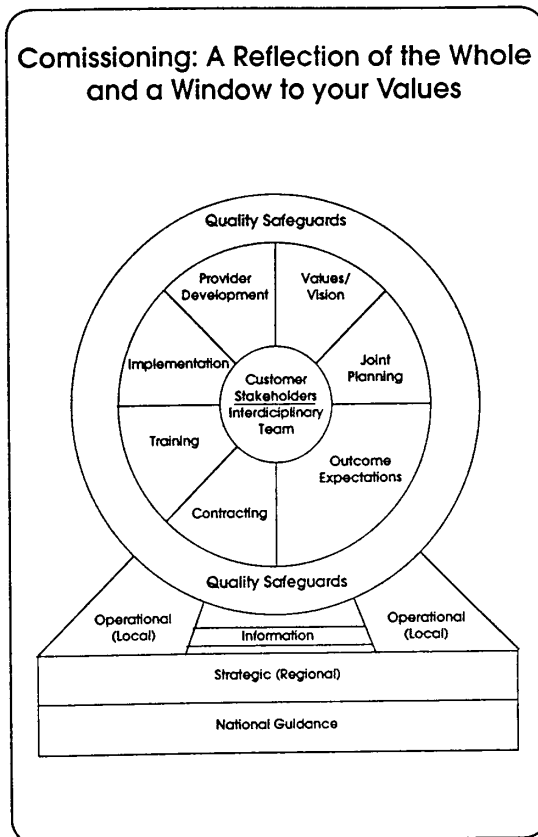 Comissioning: A Reflection of the Whole
and a Window to your Values
Quality Safeguards
Provider
Development
Values/
Vision
Implementation
Joint
Planning
Customer
Stakeholders
Interdiciplinary
Team
Training
Outcome
Expectations
Contracting
Quality Safeguards
Operational
(Local)
Information
Operational
(Local)
Strategic (Regional)
National Guidance